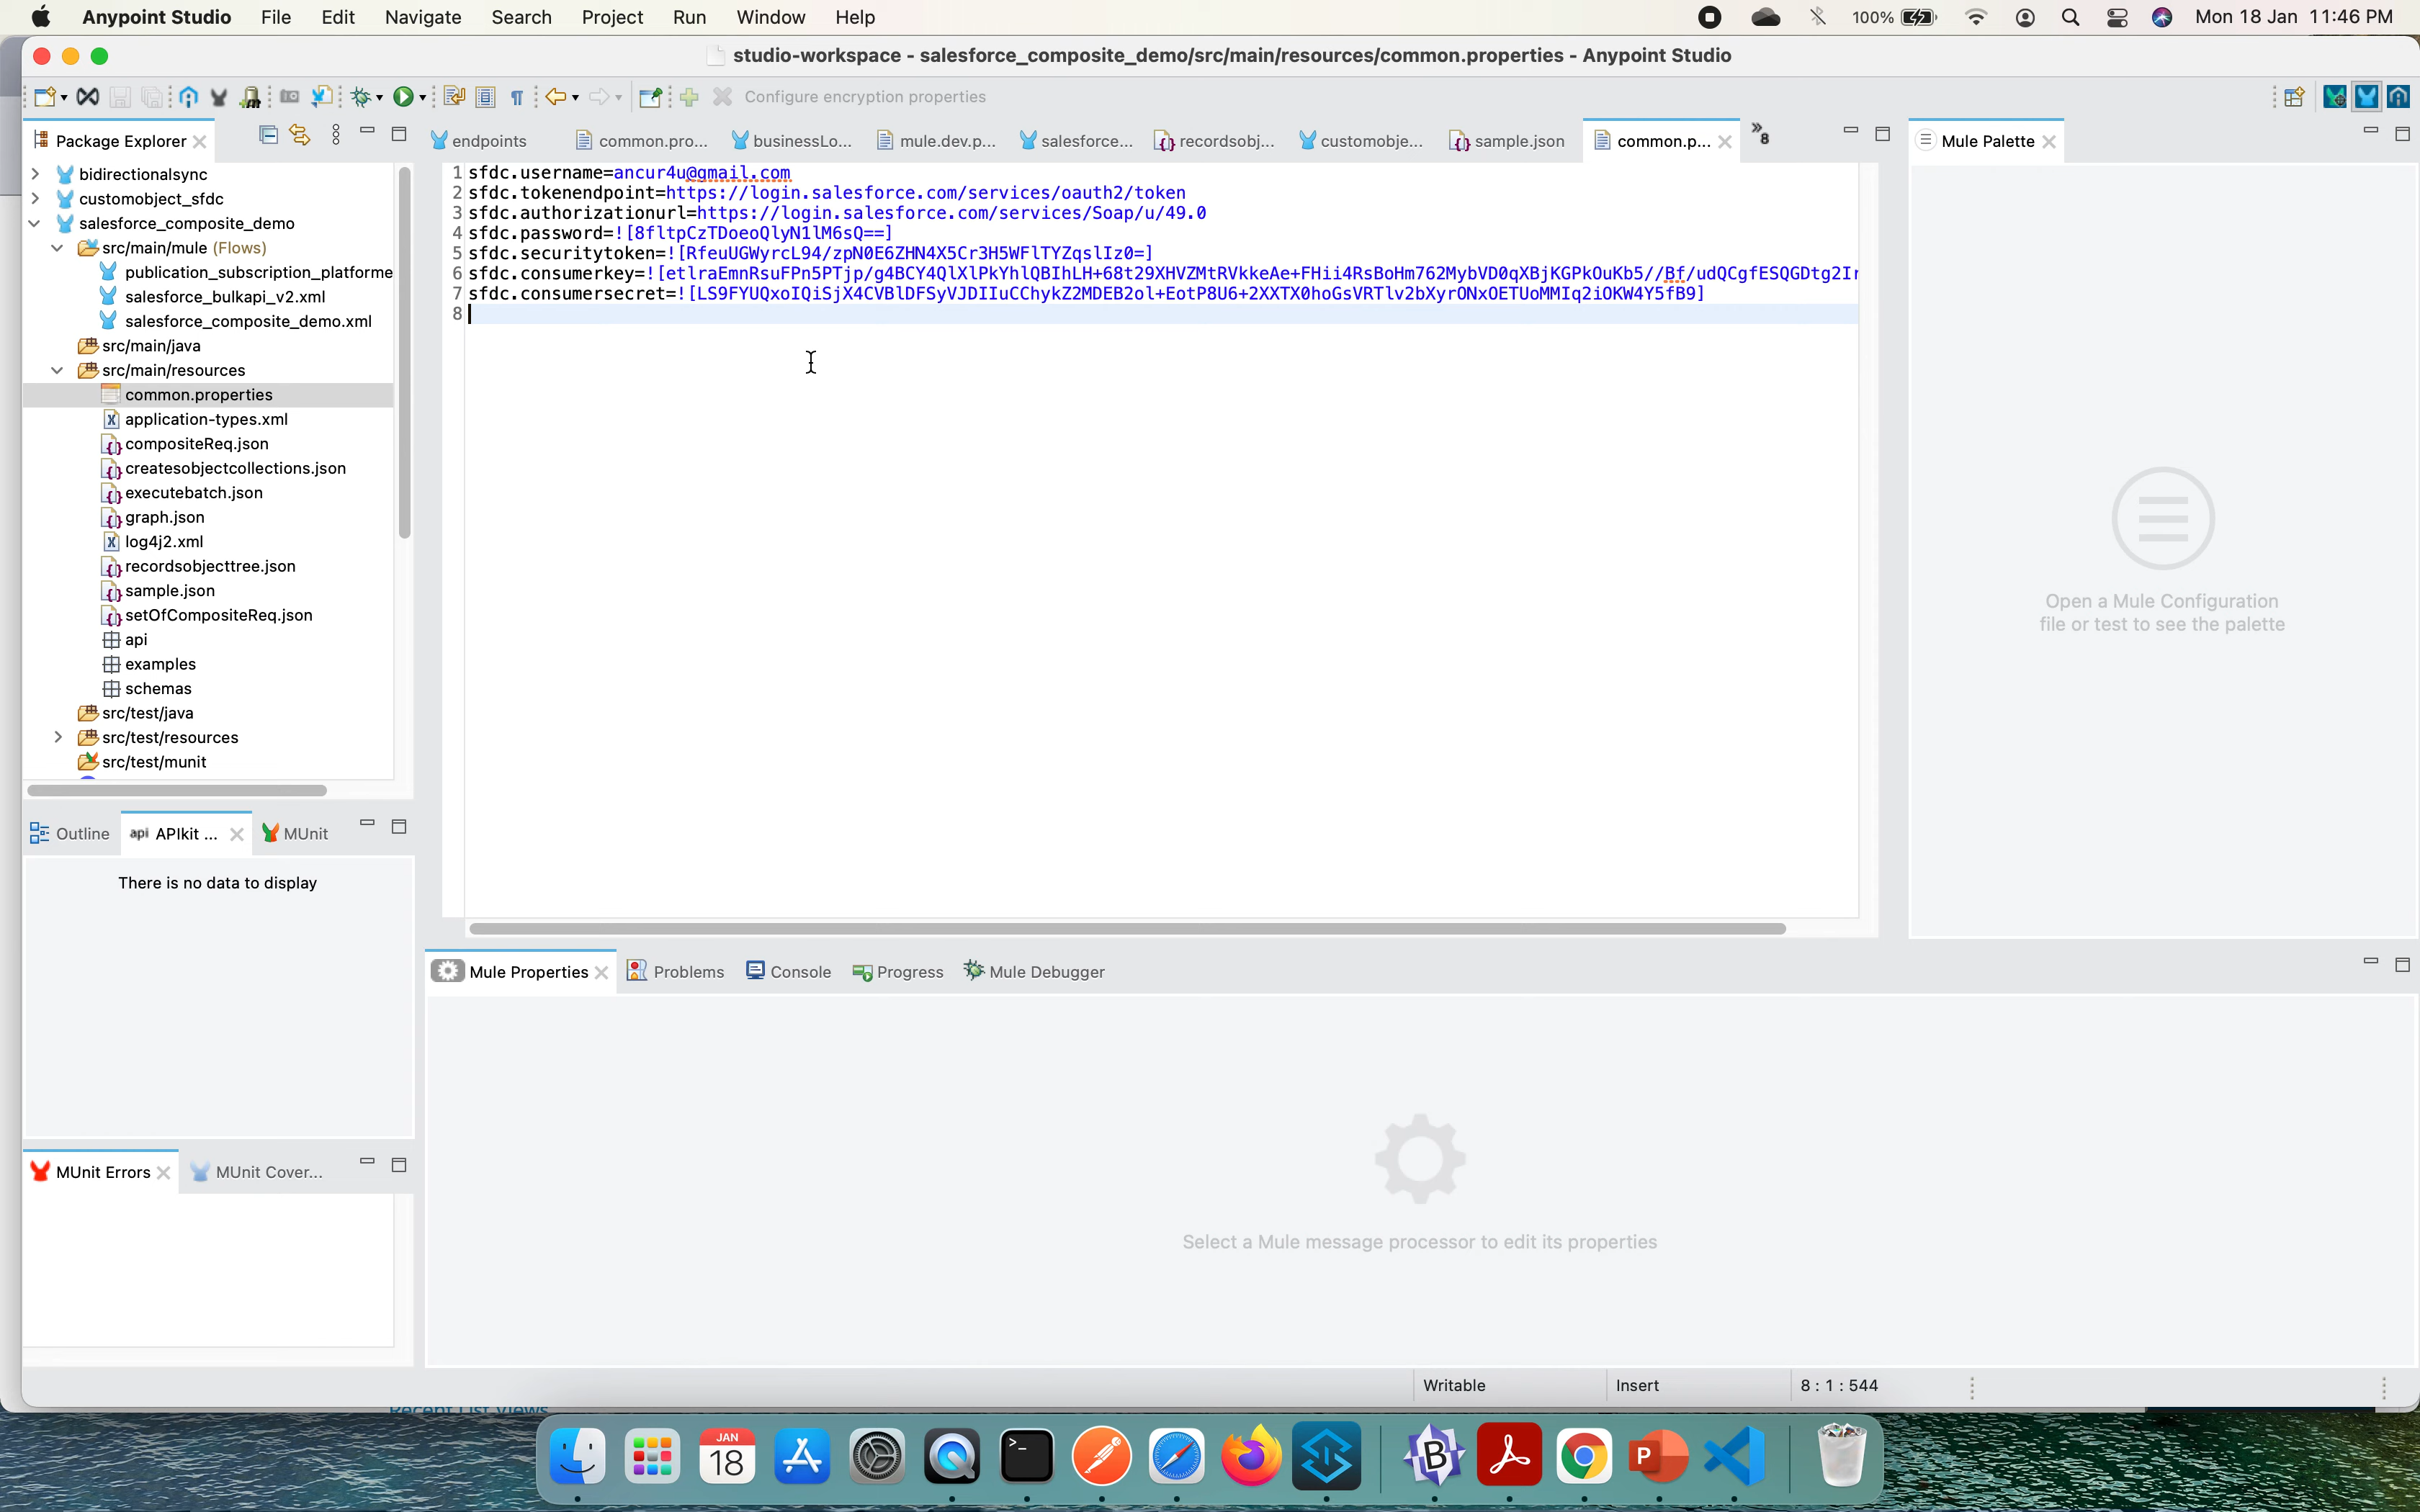 Anypoint Studio File Edit Navigate Search Project Run Window Help 100% Mon 18 Jan 11:46 PM
studio-workspace - salesforce_composite_demo/src/main/resources/common.properties - Anypoint Studio
Configure encryption properties
Package Explorer
endpoints common.pro... businessLo... mule.dev.p... salesforce... recordsobj... customobje... sample.json common.p... »8
Mule Palette
bidirectionalsync
customobject_sfdc
salesforce_composite_demo
src/main/mule (Flows)
publication_subscription_platforme
salesforce_bulkapi_v2.xml
salesforce_composite_demo.xml
src/main/java
src/main/resources
common.properties
application-types.xml
compositeReq.json
createsobjectcollections.json
executebatch.json
graph.json
log4j2.xml
recordsobjecttree.json
sample.json
setOfCompositeReq.json
api
examples
schemas
src/test/java
src/test/resources
src/test/munit
1 sfdc.username=ancur4u@gmail.com
2 sfdc.tokenendpoint=https://login.salesforce.com/services/oauth2/token
3 sfdc.authorizationurl=https://login.salesforce.com/services/Soap/u/49.0
4 sfdc.password=![8fltpCzTDoeoQlyN1lM6sQ==]
5 sfdc.securitytoken=![RfeuUGWyrcL94/zpN0E6ZHN4X5Cr3H5WFlTYZqslIz0=]
6 sfdc.consumerkey=![etlraEmnRsuFPn5PTjp/g4BCY4QlXlPkYhlQBIhLH+68t29XHVZMtRVkkeAe+FHii4RsBoHm762MybVD0qXBjKGPkOuKb5//Bf/udQCgfESQGDtg2Ir
7 sfdc.consumersecret=![LS9FYUQxoIQiSjX4CVBlDFSyVJDIIuCChykZ2MDEB2ol+EotP8U6+2XXTX0hoGsVRTlv2bXyrONxOETUoMMIq2iOKW4Y5fB9]
8
Open a Mule Configuration
file or test to see the palette
Outline api APIkit ... MUnit
There is no data to display
MUnit Errors MUnit Cover...
Mule Properties Problems Console Progress Mule Debugger
Select a Mule message processor to edit its properties
Writable Insert 8 : 1 : 544
Recent List Views
JAN
18